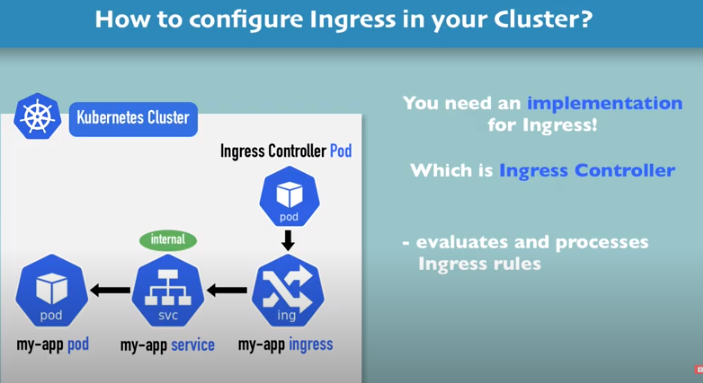 How to configure Ingress in your Cluster?
Kubernetes Cluster
Ingress Controller Pod
pod
internal
pod
svc
ing
my-app pod
my-app service
my-app ingress
You need an implementation
for Ingress!
Which is Ingress Controller
- evaluates and processes
Ingress rules